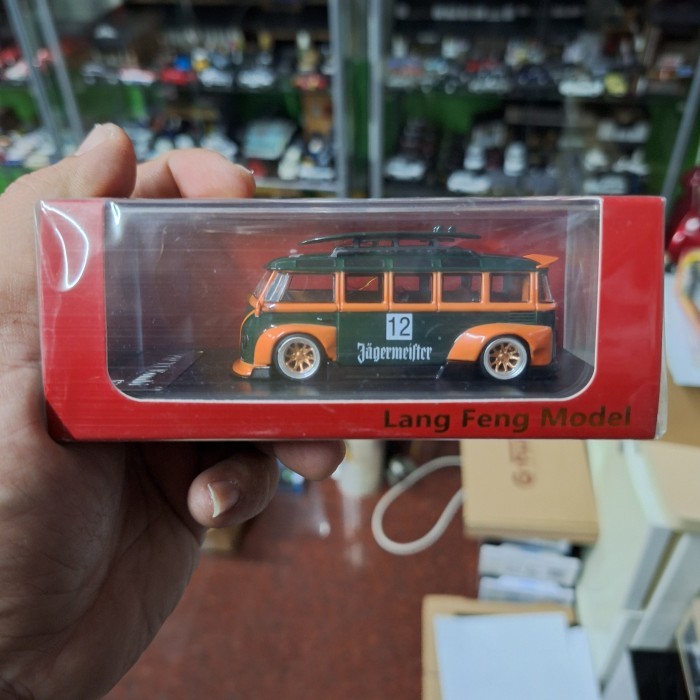 12
Jägermeister
Lang Feng Model